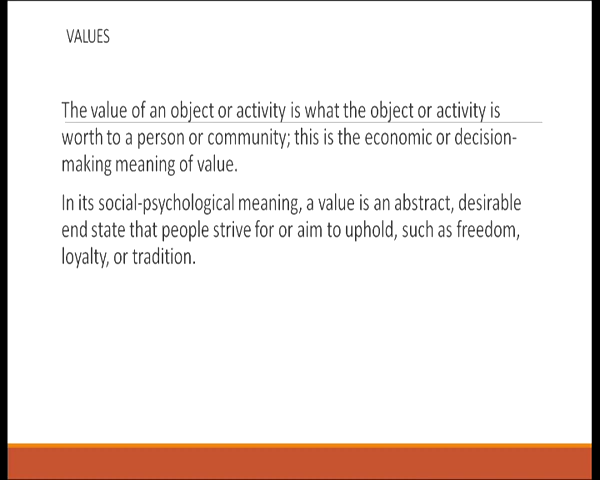 VALUES
The value of an object or activity is what the object or activity is
worth to a person or community; this is the economic or decision-
making meaning of value.
In its social-psychological meaning, a value is an abstract, desirable
end state that people strive for or aim to uphold, such as freedom,
loyalty, or tradition.